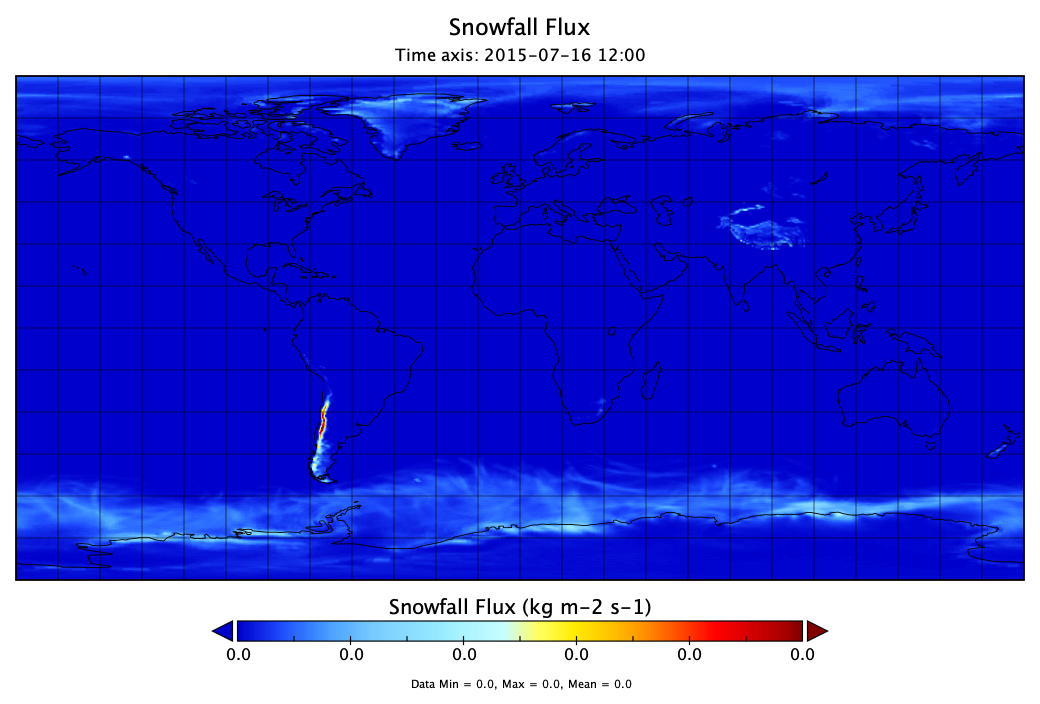 Snowfall Flux
Time axis: 2015-07-16 12:00
Snowfall Flux (kg m-2 s-1)
0.0 0.0 0.0 0.0 0.0 0.0
Data Min = 0.0, Max = 0.0, Mean = 0.0